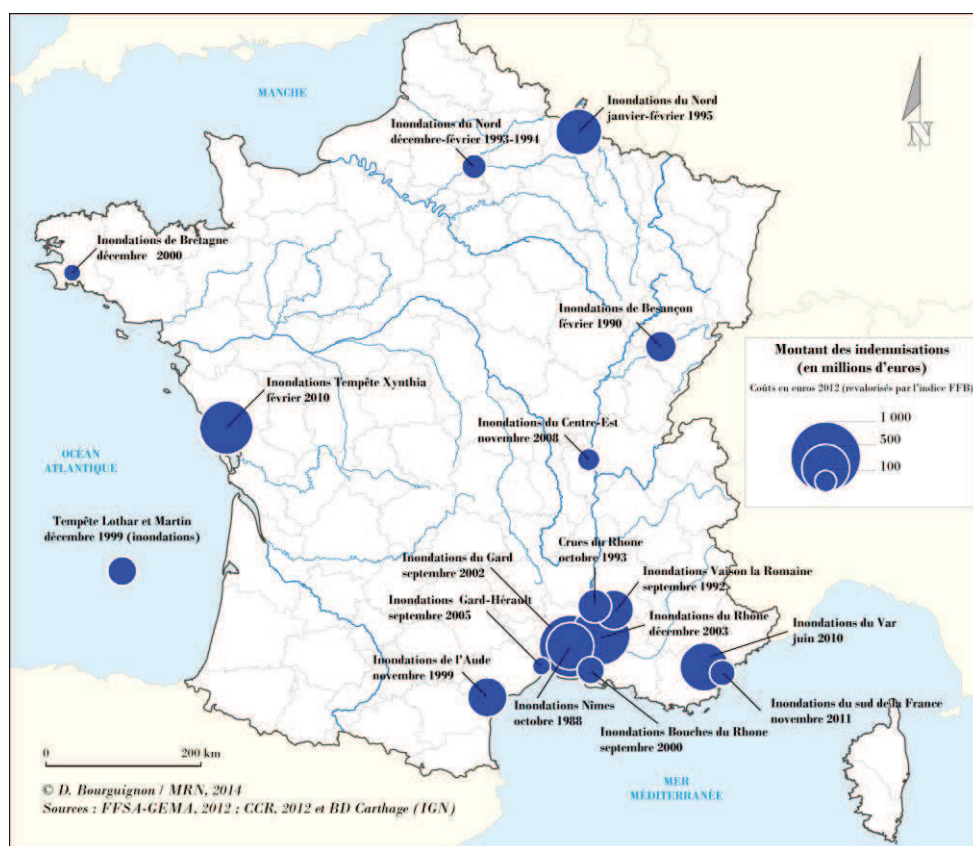 MANCHE
Inondations du Nord
janvier-février 1995
Inondations du Nord
décembre-février 1993-1994
N
Inondations de Bretagne
décembre 2000
Inondations de Besançon
février 1990
Montant des indemnisations
(en millions d'euros)
Coûts en euros 2012 (revalorisés par l'indice FFB)
1 000
500
100
Inondations Tempête Xynthia
février 2010
Inondations du Centre-Est
novembre 2008
OCÉAN
ATLANTIQUE
Tempête Lothar et Martin
décembre 1999 (inondations)
Crues du Rhone
octobre 1993
Inondations du Gard
septembre 2002
Inondations Vaison la Romaine
septembre 1992
Inondations Gard-Hérault
septembre 2005
Inondations du Rhône
décembre 2003
Inondations du Var
juin 2010
Inondations de l'Aude
novembre 1999
Inondations Nîmes
octobre 1988
Inondations du sud de la France
novembre 2011
Inondations Bouches du Rhone
septembre 2000
0
200 km
MER
MÉDITERRANÉE
© D. Bourguignon / MRN, 2014
Sources : FFSA-GEMA, 2012 ; CCR, 2012 et BD Carthage (IGN)